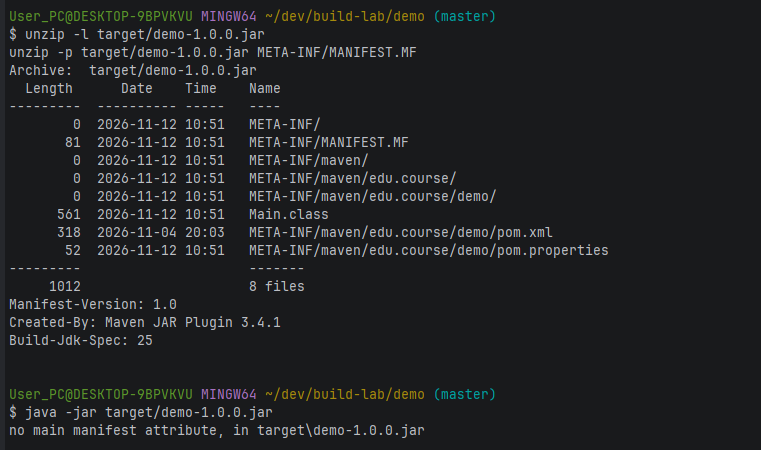 User_PC@DESKTOP-9BPVKVU MINGW64 ~/dev/build-lab/demo (master)
$ unzip -l target/demo-1.0.0.jar
unzip -p target/demo-1.0.0.jar META-INF/MANIFEST.MF
Archive:  target/demo-1.0.0.jar
  Length      Date    Time    Name
---------  ---------- -----   ----
        0  2026-11-12 10:51   META-INF/
       81  2026-11-12 10:51   META-INF/MANIFEST.MF
        0  2026-11-12 10:51   META-INF/maven/
        0  2026-11-12 10:51   META-INF/maven/edu.course/
        0  2026-11-12 10:51   META-INF/maven/edu.course/demo/
      561  2026-11-12 10:51   Main.class
      318  2026-11-04 20:03   META-INF/maven/edu.course/demo/pom.xml
       52  2026-11-12 10:51   META-INF/maven/edu.course/demo/pom.properties
---------                     -------
     1012                     8 files
Manifest-Version: 1.0
Created-By: Maven JAR Plugin 3.4.1
Build-Jdk-Spec: 25
User_PC@DESKTOP-9BPVKVU MINGW64 ~/dev/build-lab/demo (master)
$ java -jar target/demo-1.0.0.jar
no main manifest attribute, in target\demo-1.0.0.jar